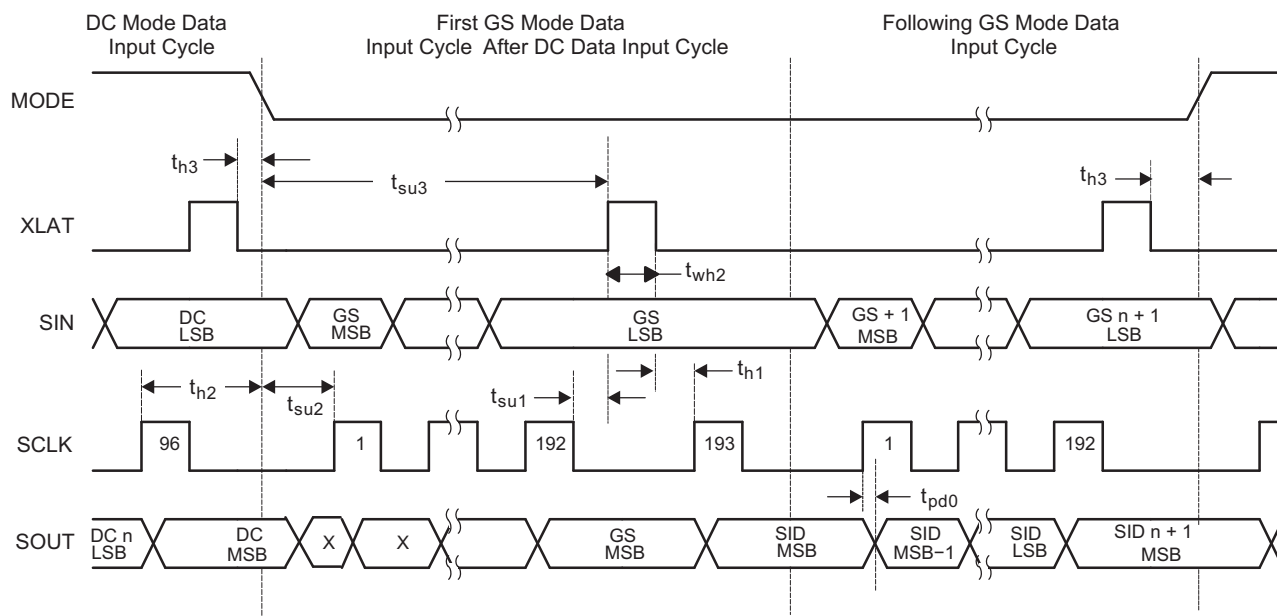 DC Mode Data
Input Cycle
First GS Mode Data
Input Cycle After DC Data Input Cycle
Following GS Mode Data
Input Cycle
MODE
th3
tsu3
th3
XLAT
twh2
SIN
DC
LSB
GS
MSB
GS
LSB
GS + 1
MSB
GS n + 1
LSB
th2
tsu2
tsu1
th1
SCLK
96
1
192
193
1
192
tpd0
SOUT
DC n
LSB
DC
MSB
X
X
GS
MSB
SID
MSB
SID
MSB−1
SID
LSB
SID n + 1
MSB